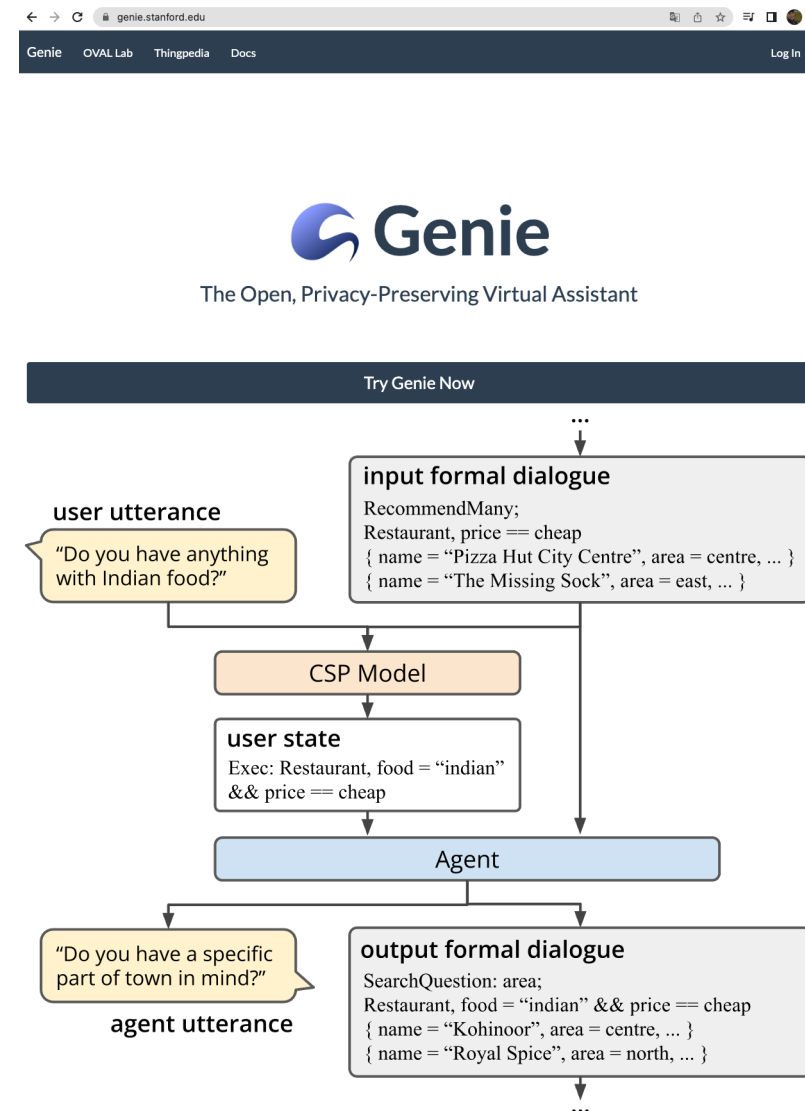 genie.stanford.edu
Genie OVAL Lab Thingpedia Docs Log In
Genie
The Open, Privacy-Preserving Virtual Assistant
Try Genie Now
...
input formal dialogue
RecommendMany;
Restaurant, price == cheap
{ name = “Pizza Hut City Centre”, area = centre, ... }
{ name = “The Missing Sock”, area = east, ... }
user utterance
“Do you have anything
with Indian food?”
CSP Model
user state
Exec: Restaurant, food = “indian”
&& price == cheap
Agent
“Do you have a specific
part of town in mind?”
agent utterance
output formal dialogue
SearchQuestion: area;
Restaurant, food = “indian” && price == cheap
{ name = “Kohinoor”, area = centre, ... }
{ name = “Royal Spice”, area = north, ... }
...